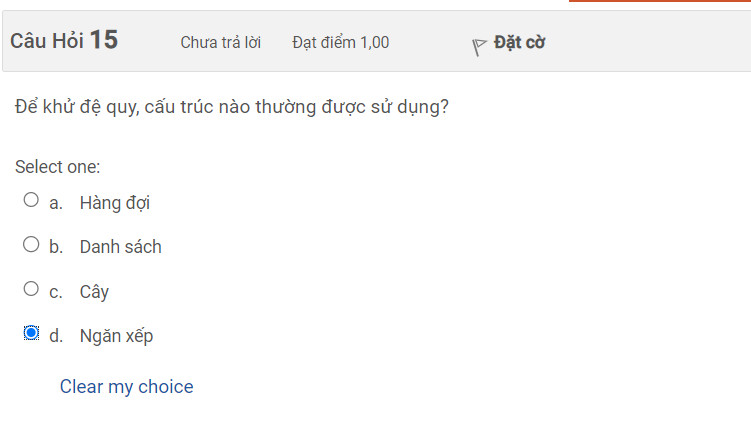 Câu Hỏi 15 Chưa trả lời Đạt điểm 1,00 Đặt cờ
Để khử đệ quy, cấu trúc nào thường được sử dụng?
Select one:
a. Hàng đợi
b. Danh sách
c. Cây
d. Ngăn xếp
Clear my choice